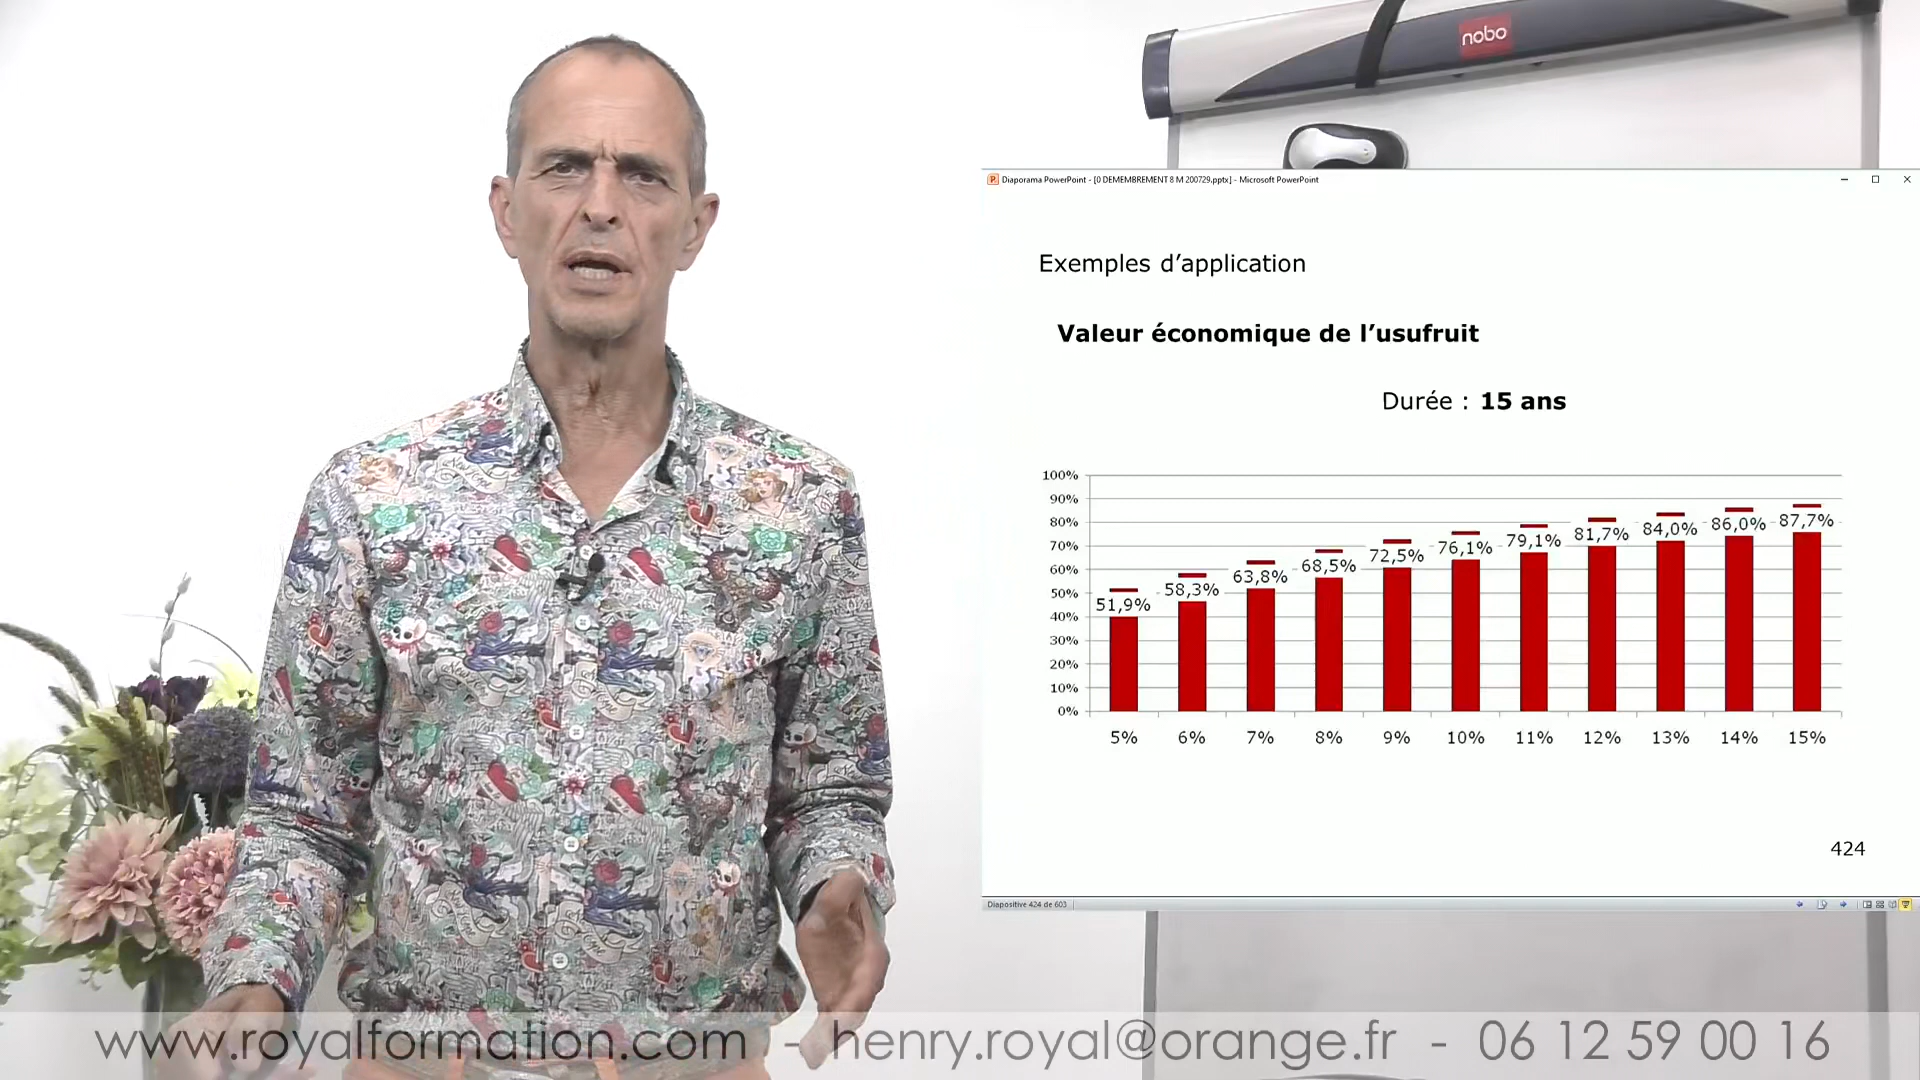 nobo
Diaporama PowerPoint - [0 DEMEMBREMENT 8 M 200729.pptx] - Microsoft PowerPoint
Exemples d’application
Valeur économique de l’usufruit
Durée : 15 ans
100%
90%
80%
70%
60%
50%
40%
30%
20%
10%
0%
51,9% 58,3% 63,8% 68,5% 72,5% 76,1% 79,1% 81,7% 84,0% 86,0% 87,7%
5% 6% 7% 8% 9% 10% 11% 12% 13% 14% 15%
424
Diapositive 424 de 603
www.royalformation.com - henry.royal@orange.fr - 06 12 59 00 16